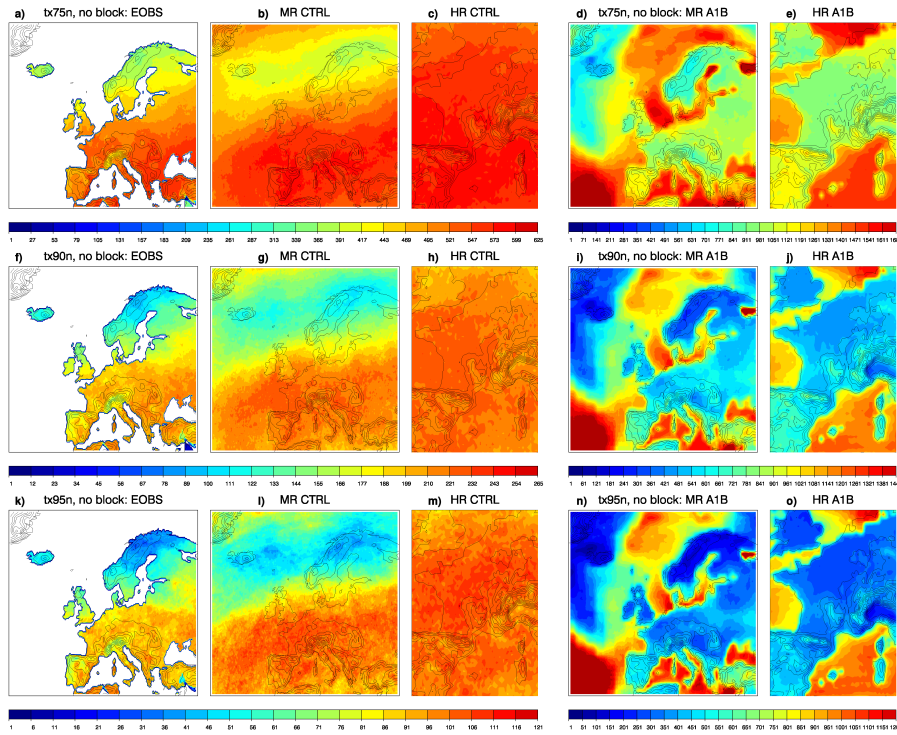 a) tx75n, no block: EOBS b) MR CTRL c) HR CTRL d) tx75n, no block: MR A1B e) HR A1B
1 27 53 79 105 131 157 183 209 235 261 287 313 339 365 391 417 443 469 495 521 547 573 599 625
1 71 141 211 281 351 421 491 561 631 701 771 841 911 981 1051 1121 1191 1261 1331 1401 1471 1541 1611
f) tx90n, no block: EOBS g) MR CTRL h) HR CTRL i) tx90n, no block: MR A1B j) HR A1B
1 12 23 34 45 56 67 78 89 100 111 122 133 144 155 166 177 188 199 210 221 232 243 254 265
1 61 121 181 241 301 361 421 481 541 601 661 721 781 841 901 961 1021 1081 1141 1201 1261 1321 1381
k) tx95n, no block: EOBS l) MR CTRL m) HR CTRL n) tx95n, no block: MR A1B o) HR A1B
1 6 11 16 21 26 31 36 41 46 51 56 61 66 71 76 81 86 91 96 101 106 111 116 121
1 51 101 151 201 251 301 351 401 451 501 551 601 651 701 751 801 851 901 951 1001 1051 1101 1151 1201 1251